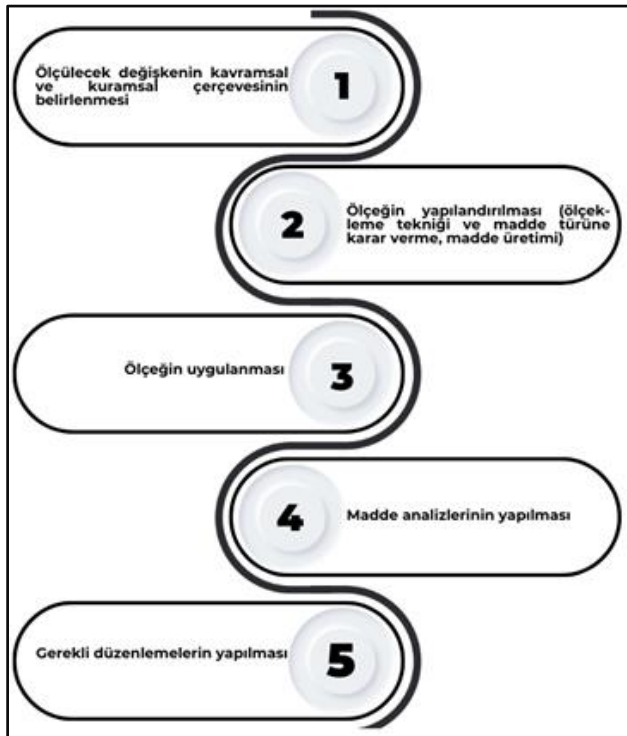 Ölçülecek değişkenin kavramsal
ve kuramsal çerçevesinin
belirlenmesi
1
2
Ölçeğin yapılandırılması (ölçek-
leme tekniği ve madde türüne
karar verme, madde üretimi)
Ölçeğin uygulanması
3
4
Madde analizlerinin yapılması
Gerekli düzenlemelerin yapılması
5